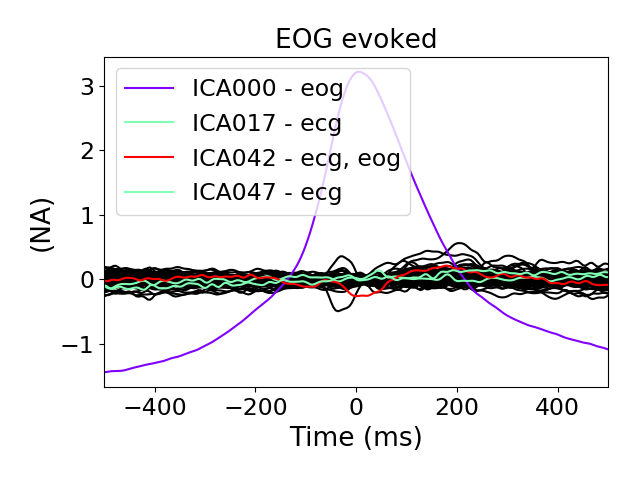 EOG evoked
ICA000 - eog
ICA017 - ecg
ICA042 - ecg, eog
ICA047 - ecg
3
2
1
0
−1
(NA)
−400
−200
0
200
400
Time (ms)